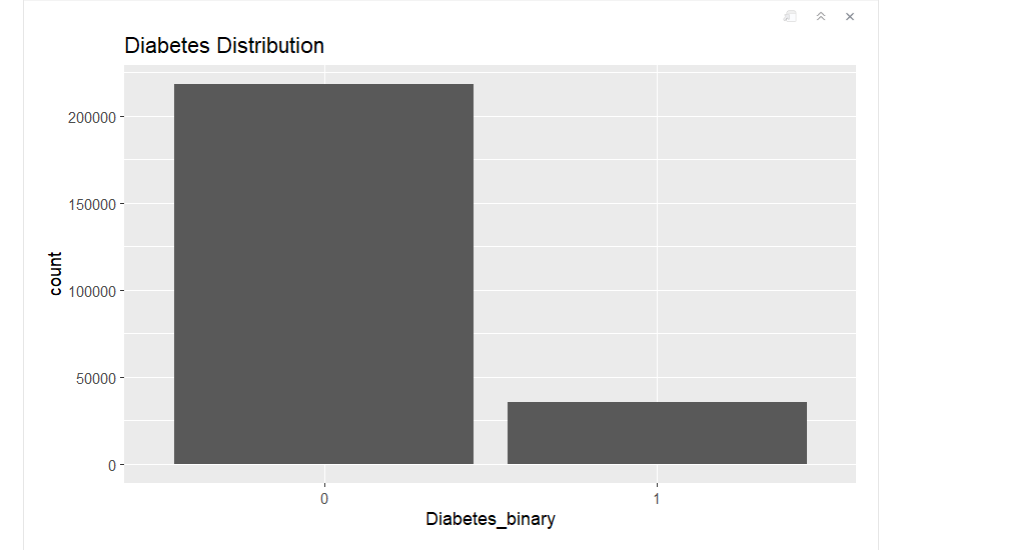 Diabetes Distribution
200000
150000
100000
50000
0
count
0 1
Diabetes_binary